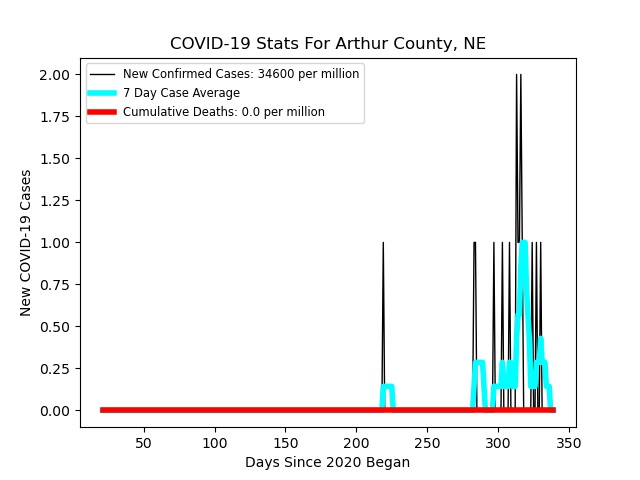 COVID-19 Stats For Arthur County, NE
New Confirmed Cases: 34600 per million
7 Day Case Average
Cumulative Deaths: 0.0 per million
New COVID-19 Cases
2.00
1.75
1.50
1.25
1.00
0.75
0.50
0.25
0.00
50 100 150 200 250 300 350
Days Since 2020 Began